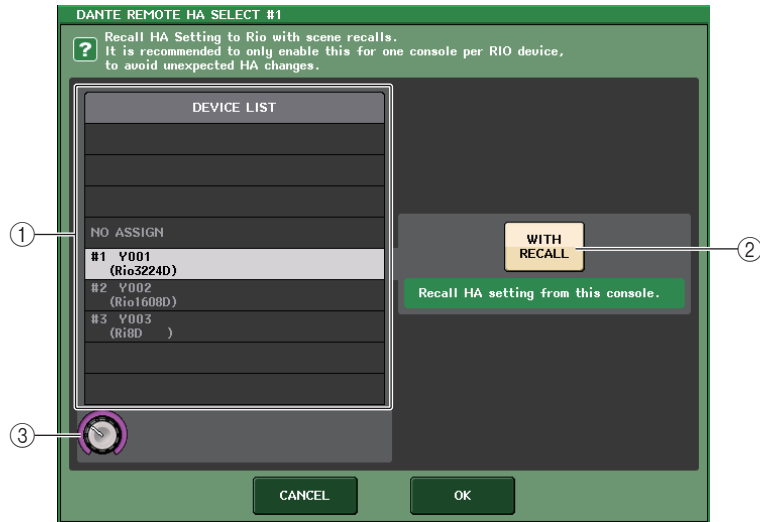 DANTE REMOTE HA SELECT #1
? Recall HA Setting to Rio with scene recalls.
It is recommended to only enable this for one console per RIO device,
to avoid unexpected HA changes.
DEVICE LIST
NO ASSIGN
#1 Y001
(Rio3224D)
#2 Y002
(Rio1608D)
#3 Y003
(Ri8D )
WITH
RECALL
Recall HA setting from this console.
①
②
③
CANCEL
OK